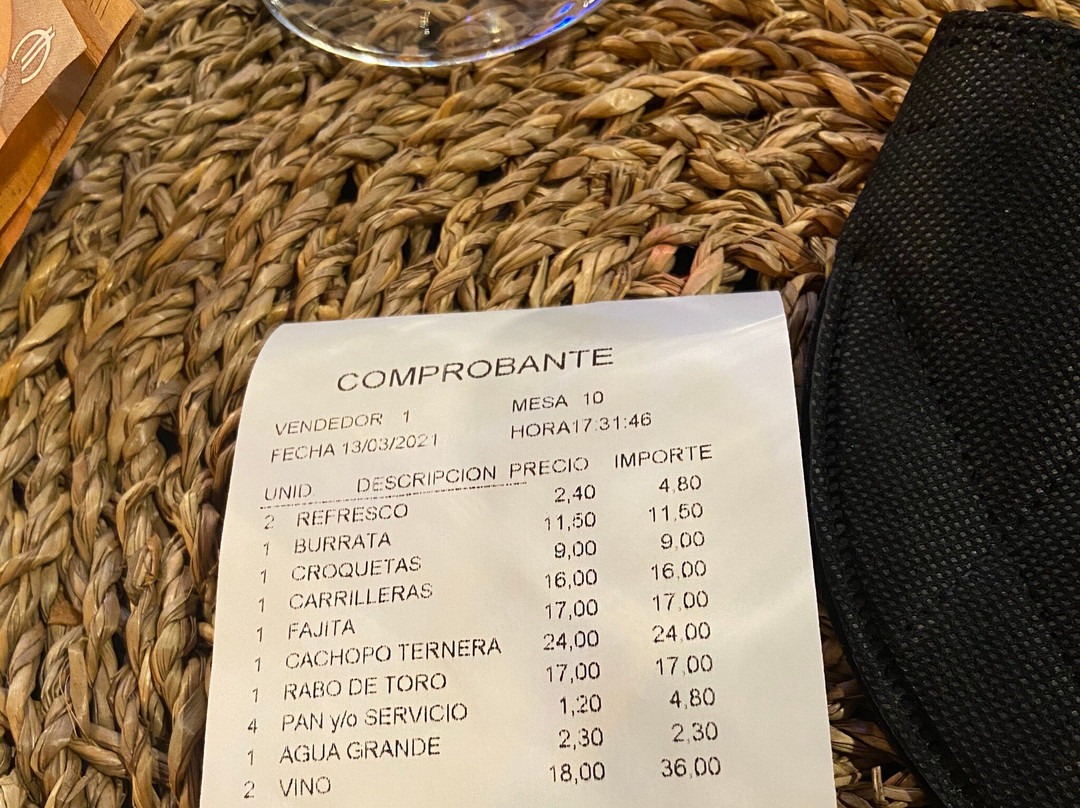 COMPROBANTE
VENDEDOR 1 MESA 10
FECHA 13/03/2021 HORA17:31:46
UNID. DESCRIPCION PRECIO IMPORTE
2 REFRESCO 2,40 4,80
1 BURRATA 11,50 11,50
1 CROQUETAS 9,00 9,00
1 CARRILLERAS 16,00 16,00
1 FAJITA 17,00 17,00
1 CACHOPO TERNERA 24,00 24,00
1 RABO DE TORO 17,00 17,00
4 PAN y/o SERVICIO 1,20 4,80
1 AGUA GRANDE 2,30 2,30
2 VINO 18,00 36,00